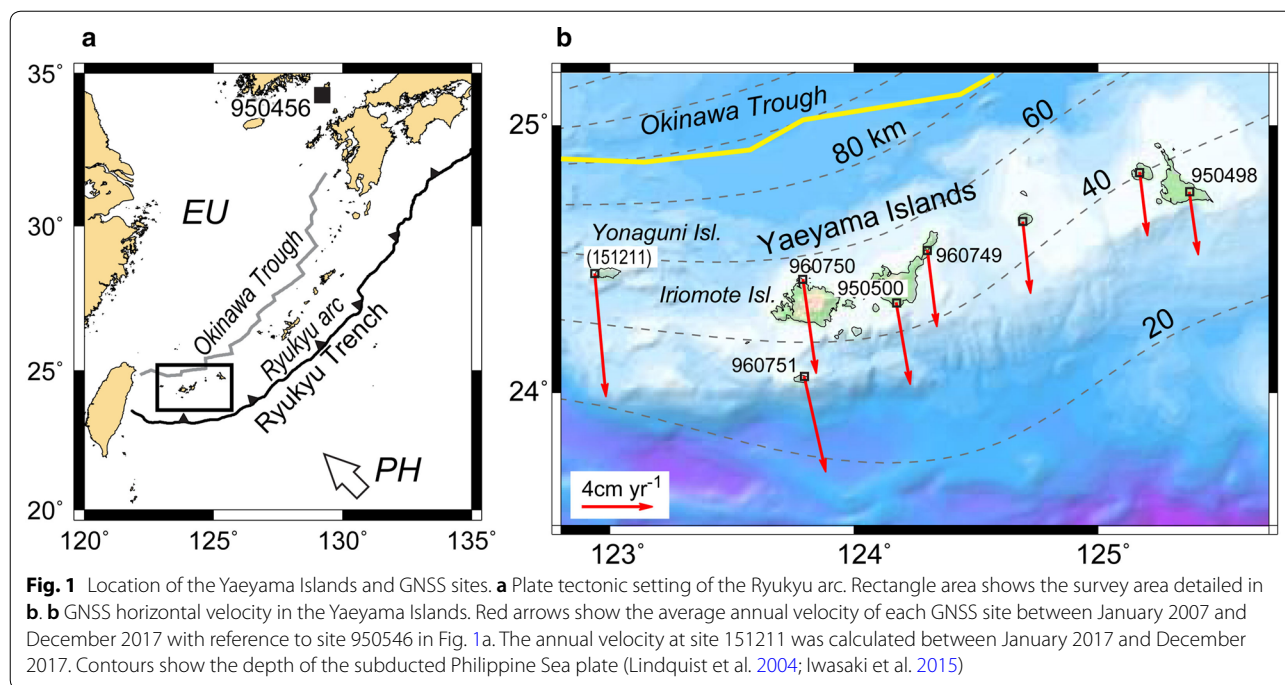 a
35°
30°
25°
20°
120°
125°
130°
135°
950456
EU
Okinawa Trough
Ryukyu arc
Ryukyu Trench
PH
b
25°
24°
123°
124°
125°
Okinawa Trough
80 km
60
40
20
Yaeyama Islands
Yonaguni Isl.
(151211)
Iriomote Isl.
960750
950500
960749
960751
950498
4cm yr-1
Fig. 1 Location of the Yaeyama Islands and GNSS sites. a Plate tectonic setting of the Ryukyu arc. Rectangle area shows the survey area detailed in
b. b GNSS horizontal velocity in the Yaeyama Islands. Red arrows show the average annual velocity of each GNSS site between January 2007 and
December 2017 with reference to site 950546 in Fig. 1a. The annual velocity at site 151211 was calculated between January 2017 and December
2017. Contours show the depth of the subducted Philippine Sea plate (Lindquist et al. 2004; Iwasaki et al. 2015)